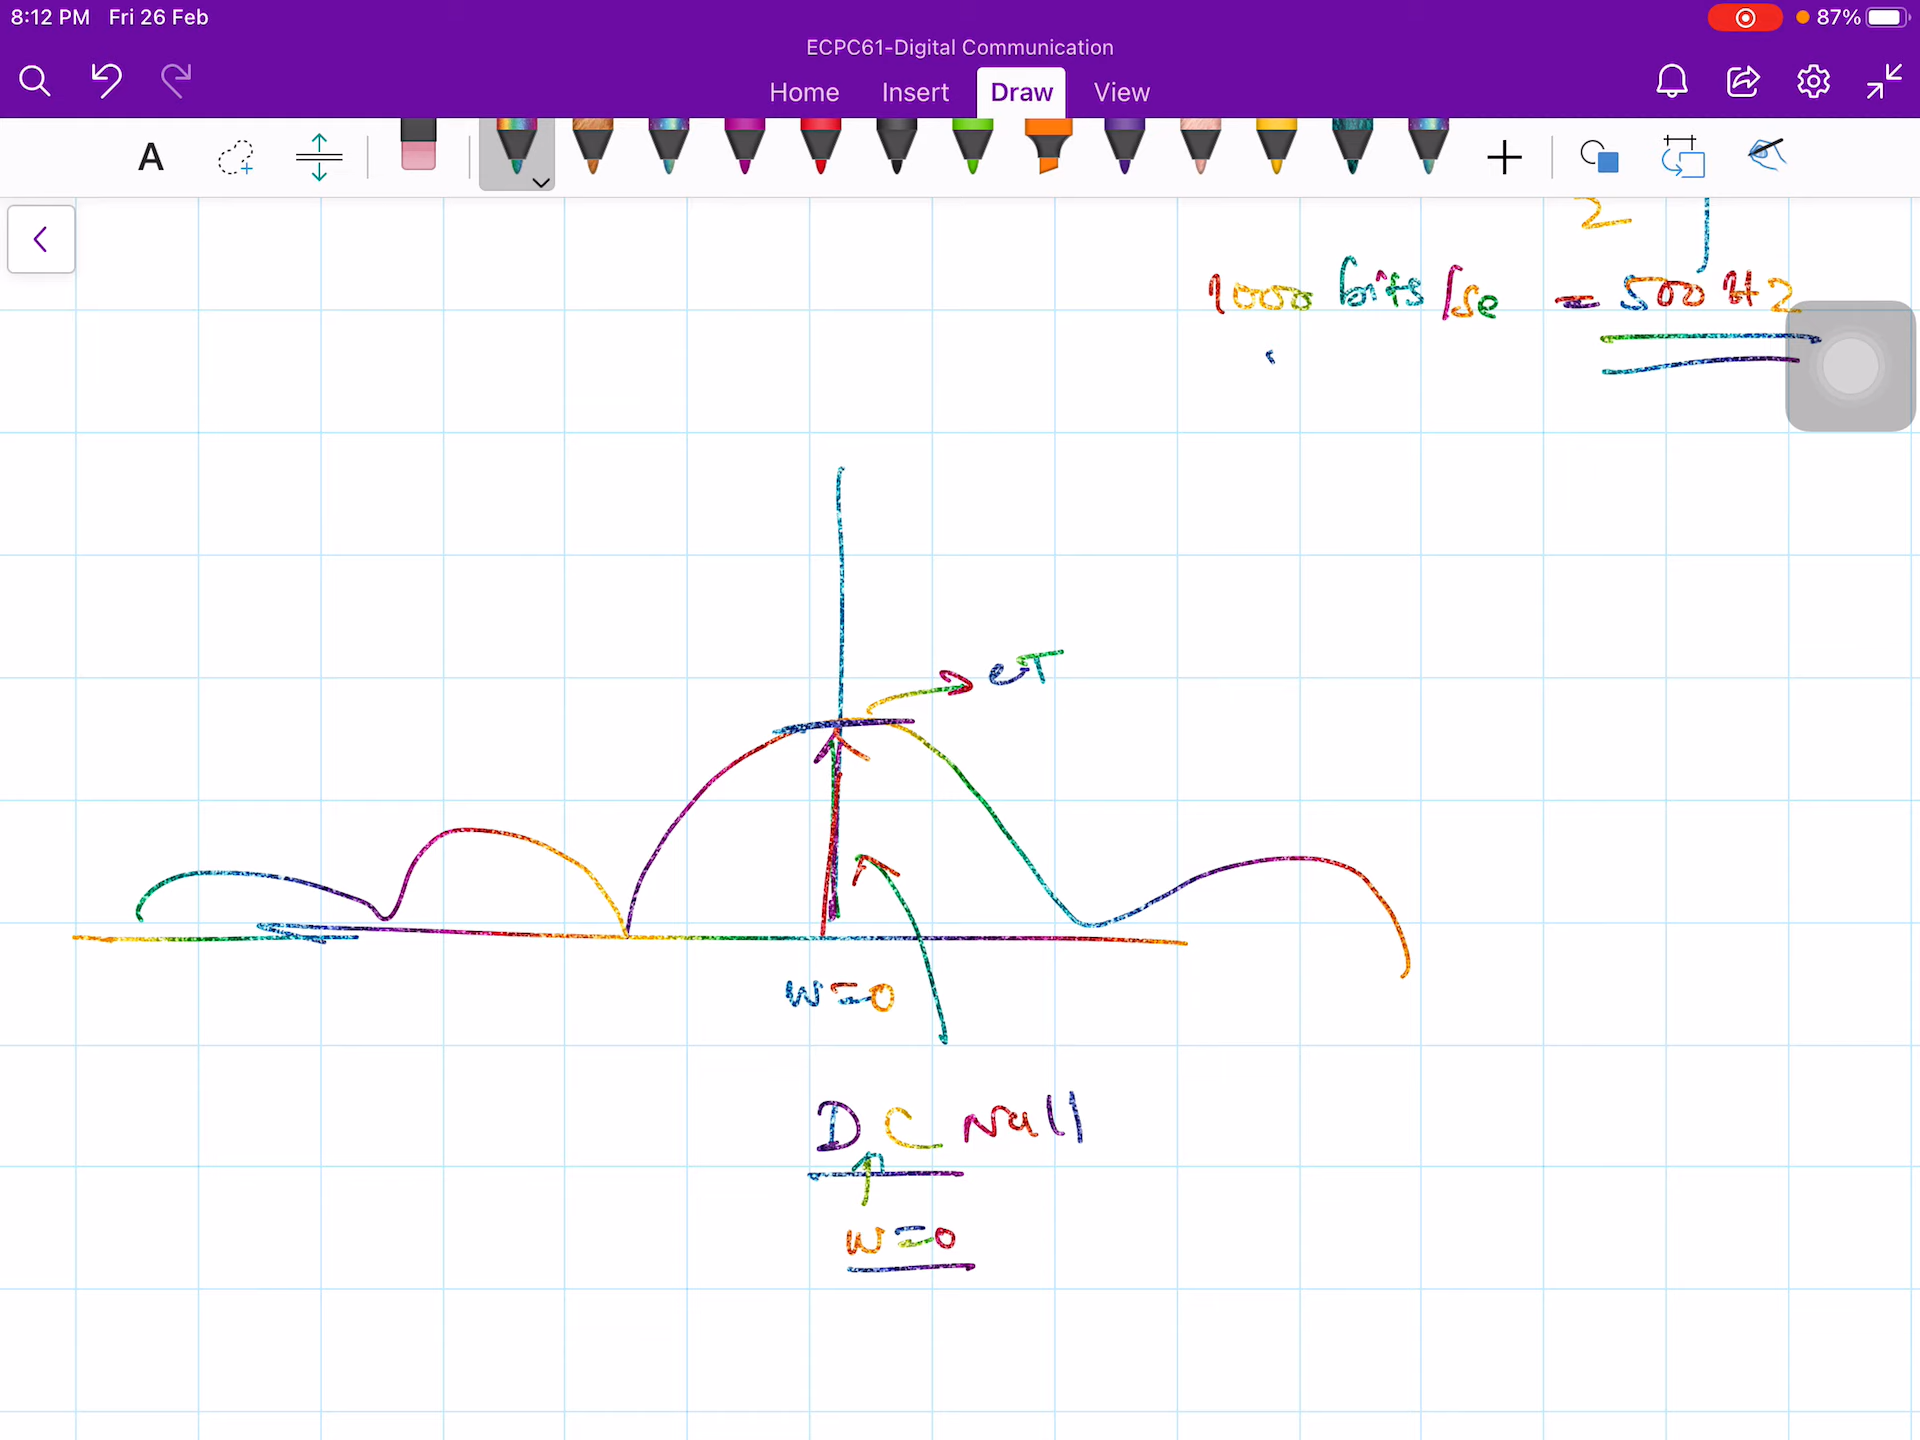 8:12 PM Fri 26 Feb
87%
ECPC61-Digital Communication
Home Insert Draw View
A
2
1000 bits/se = 500 Hz
eT
w=0
DC Null
w=0